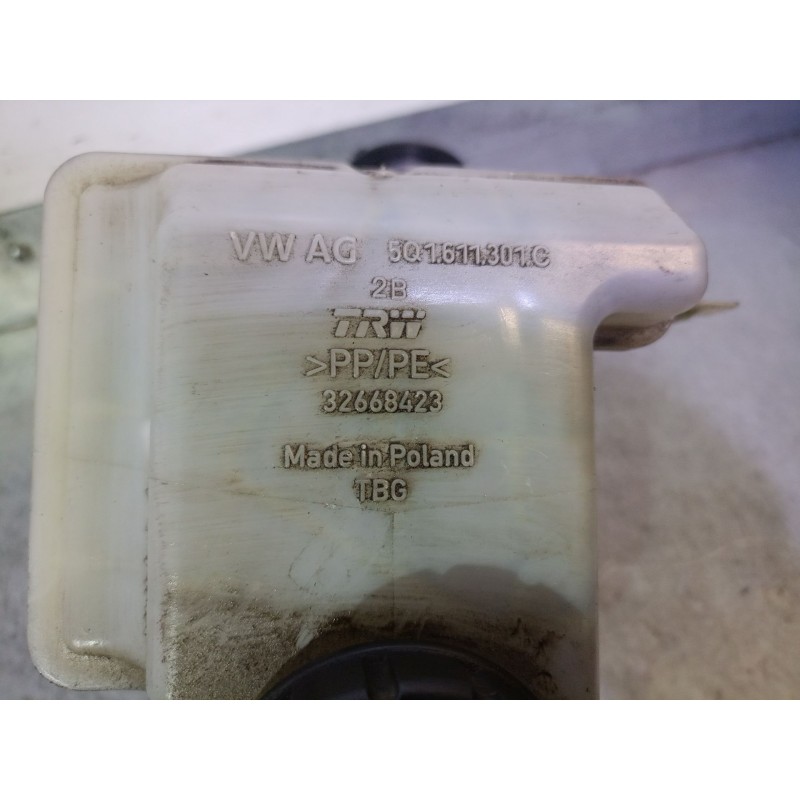 VW AG 5Q1.611.301.C
2B
TRW
>PP/PE<
32668423
Made in Poland
TBG